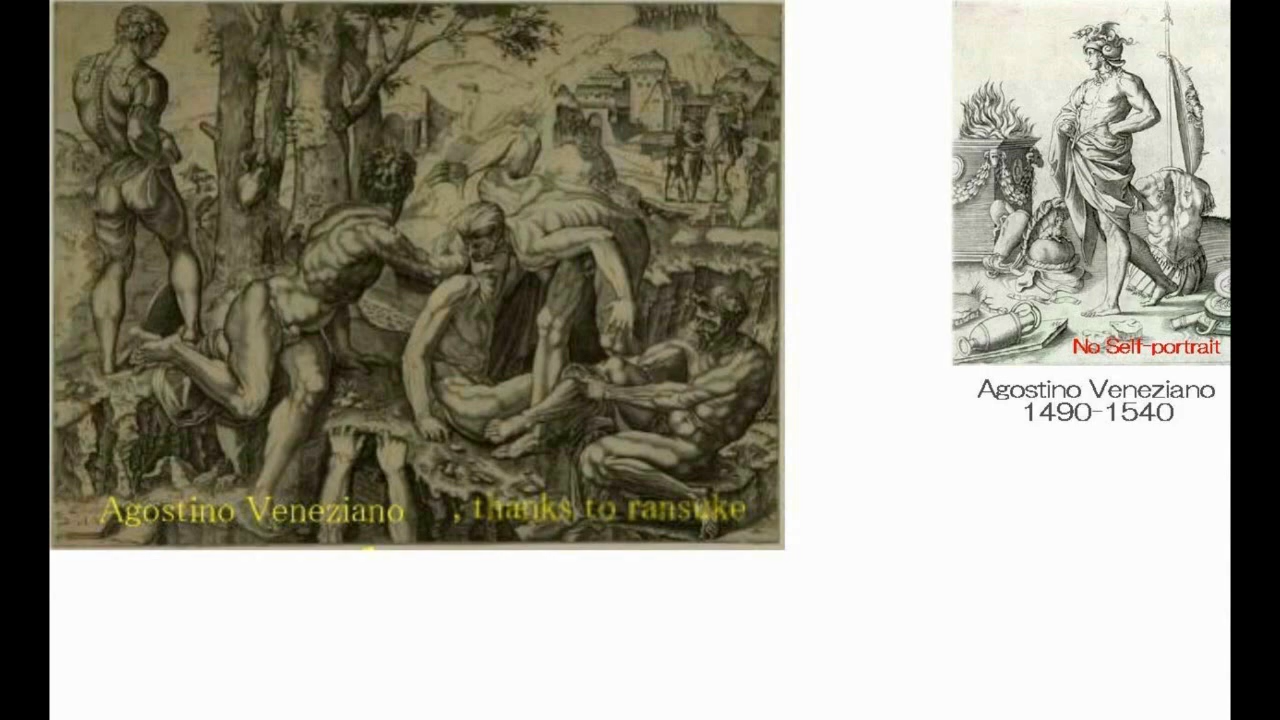 Agostino Veneziano , thanks to ransuke
No Self-portrait
Agostino Veneziano
1490-1540